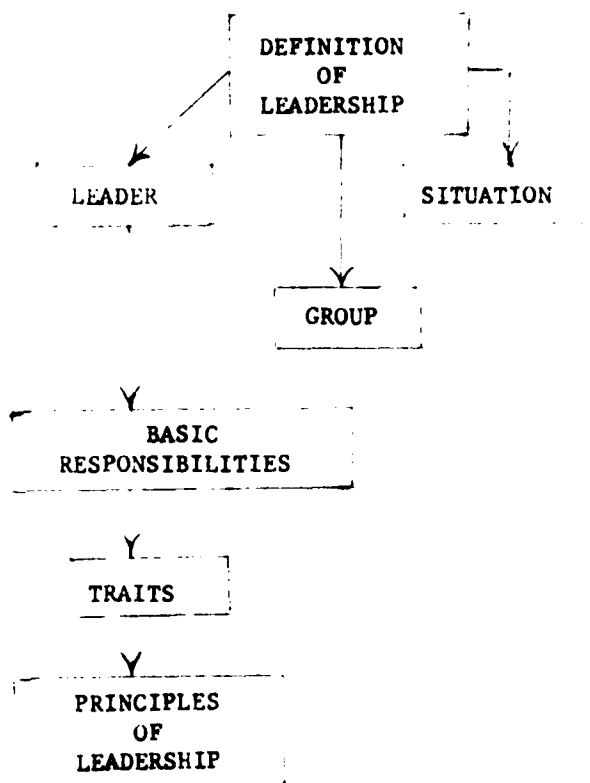 DEFINITION
OF
LEADERSHIP
LEADER
SITUATION
GROUP
BASIC
RESPONSIBILITIES
TRAITS
PRINCIPLES
OF
LEADERSHIP